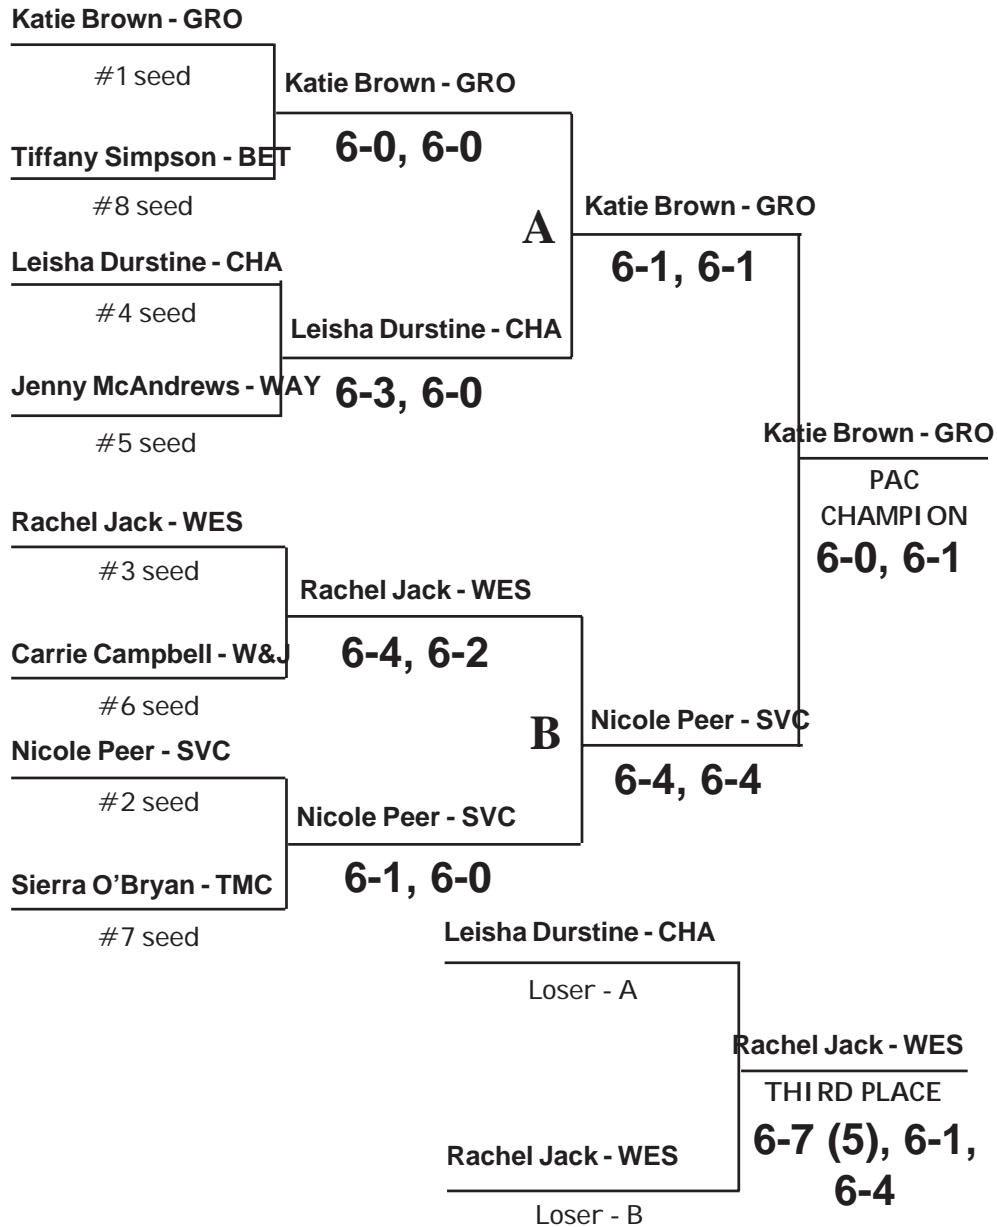 Katie Brown - GRO
#1 seed
Katie Brown - GRO
6-0, 6-0
Tiffany Simpson - BET
#8 seed
A
Katie Brown - GRO
6-1, 6-1
Leisha Durstine - CHA
#4 seed
Leisha Durstine - CHA
6-3, 6-0
Jenny McAndrews - WAY
#5 seed
Katie Brown - GRO
PAC
CHAMPION
6-0, 6-1
Rachel Jack - WES
#3 seed
Rachel Jack - WES
6-4, 6-2
Carrie Campbell - W&J
#6 seed
B
Nicole Peer - SVC
6-4, 6-4
Nicole Peer - SVC
#2 seed
Nicole Peer - SVC
6-1, 6-0
Sierra O’Bryan - TMC
#7 seed
Leisha Durstine - CHA
Loser - A
Rachel Jack - WES
THIRD PLACE
6-7 (5), 6-1,
6-4
Rachel Jack - WES
Loser - B